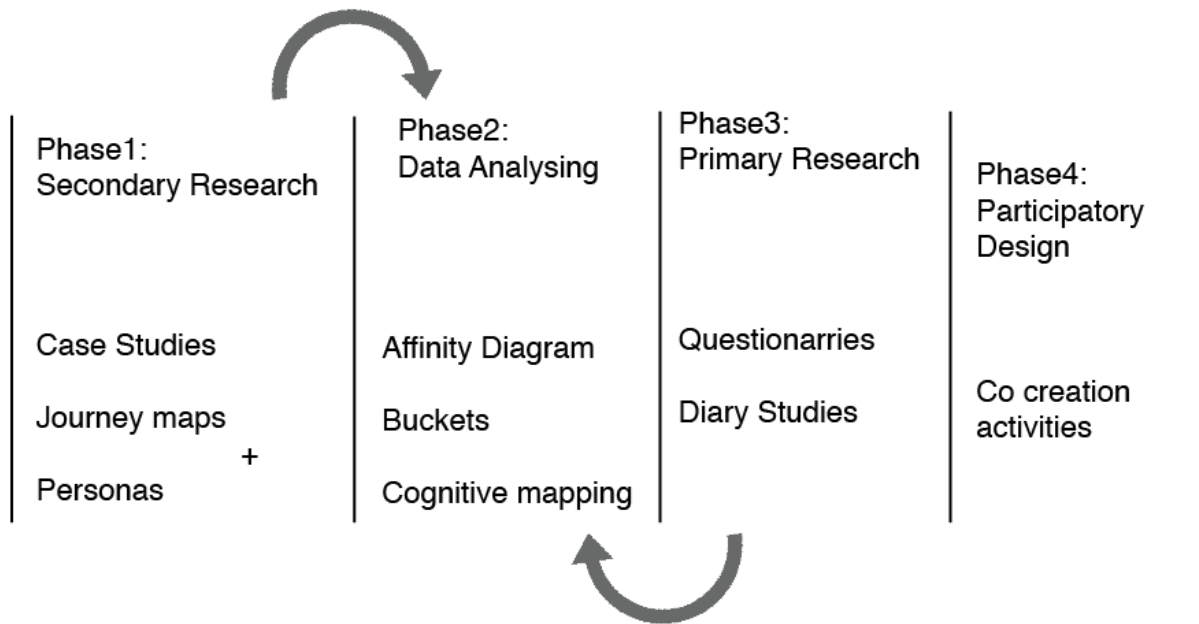 Phase1:
Secondary Research
Case Studies
Journey maps
+
Personas
Phase2:
Data Analysing
Affinity Diagram
Buckets
Cognitive mapping
Phase3:
Primary Research
Questionarries
Diary Studies
Phase4:
Participatory
Design
Co creation
activities